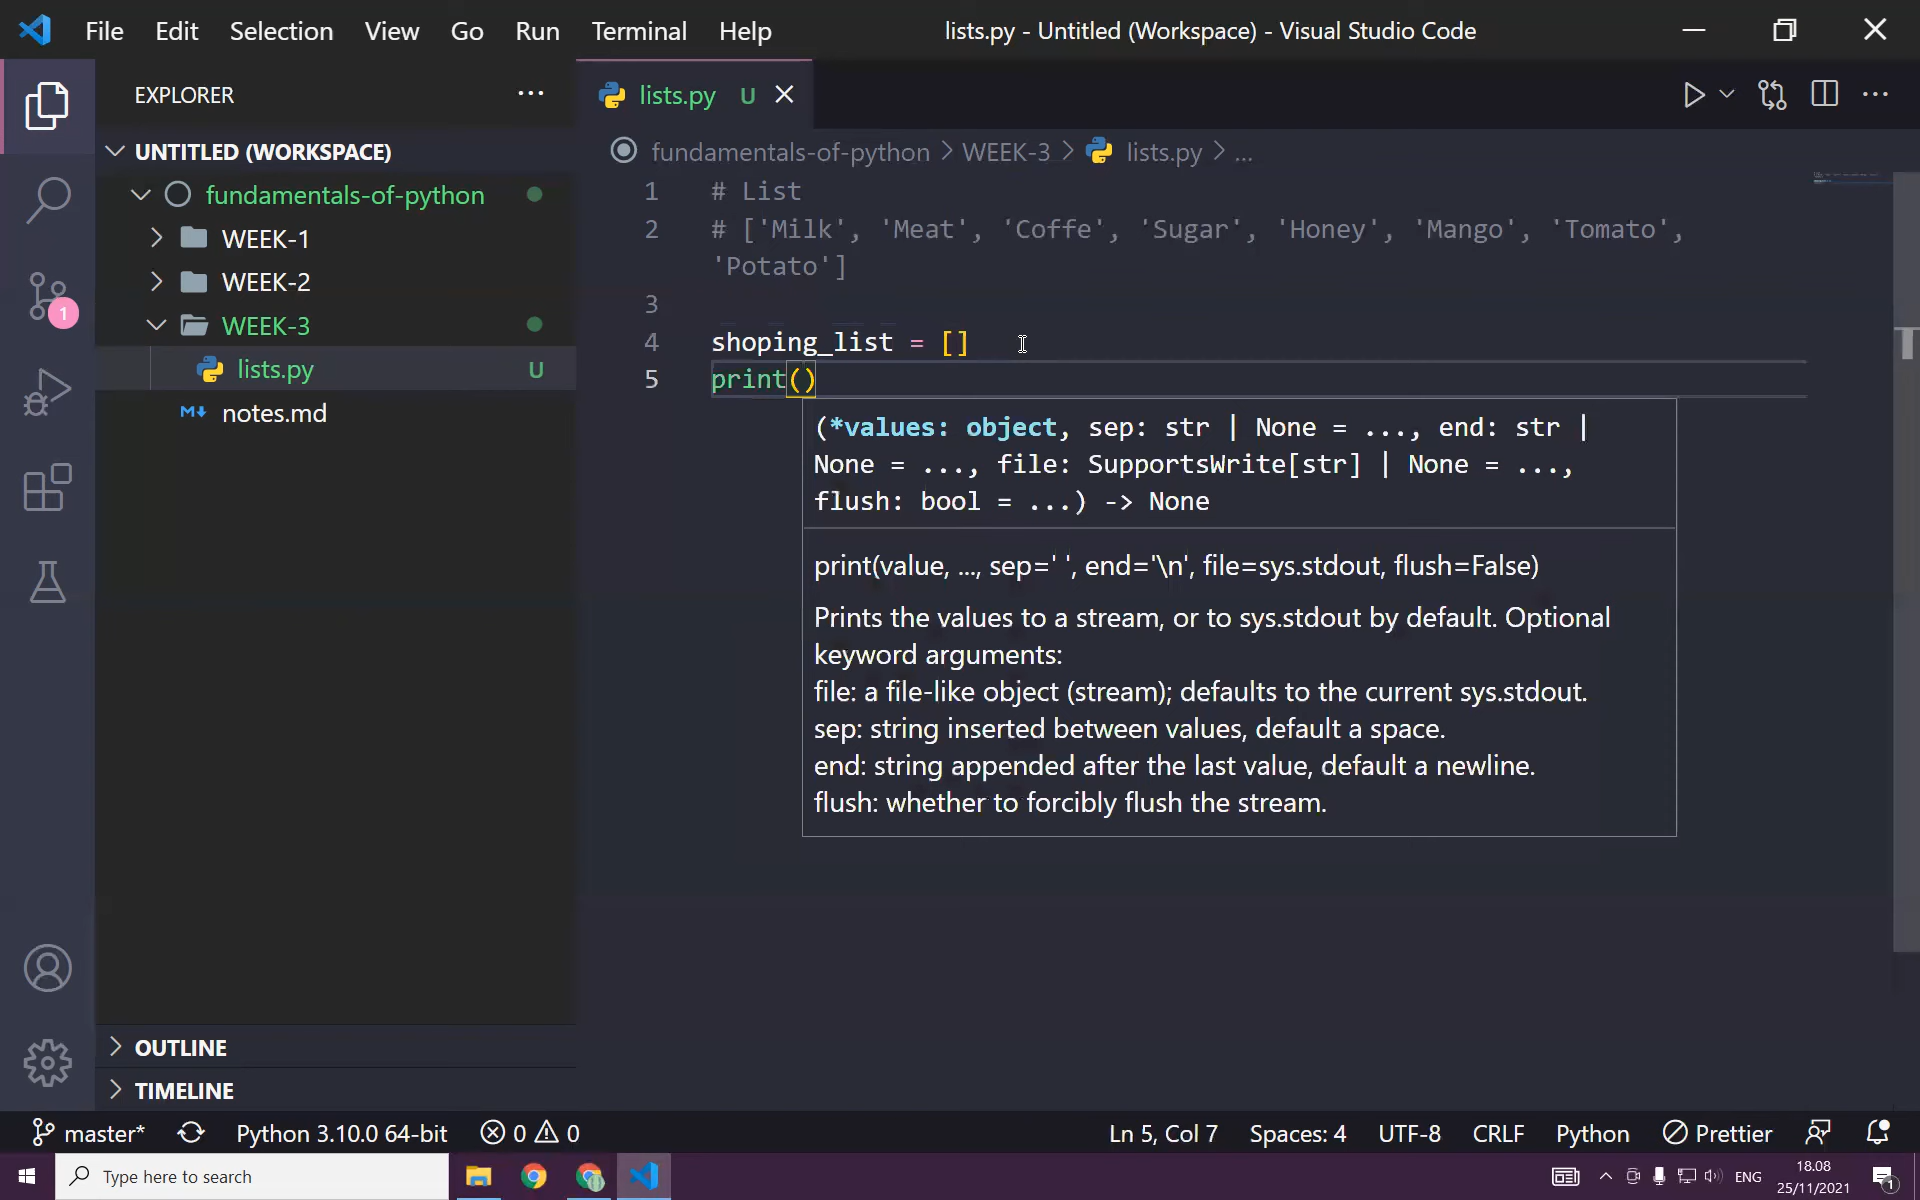 File Edit Selection View Go Run Terminal Help lists.py - Untitled (Workspace) - Visual Studio Code
EXPLORER
lists.py U
UNTITLED (WORKSPACE)
fundamentals-of-python > WEEK-3 > lists.py > ...
fundamentals-of-python
WEEK-1
WEEK-2
WEEK-3
lists.py U
notes.md
1 # List
2 # ['Milk', 'Meat', 'Coffe', 'Sugar', 'Honey', 'Mango', 'Tomato',
'Potato']
3
4 shoping_list = []
5 print()
(*values: object, sep: str | None = ..., end: str |
None = ..., file: SupportsWrite[str] | None = ...,
flush: bool = ...) -> None
print(value, ..., sep=' ', end='\n', file=sys.stdout, flush=False)
Prints the values to a stream, or to sys.stdout by default. Optional
keyword arguments:
file: a file-like object (stream); defaults to the current sys.stdout.
sep: string inserted between values, default a space.
end: string appended after the last value, default a newline.
flush: whether to forcibly flush the stream.
1
OUTLINE
TIMELINE
master* Python 3.10.0 64-bit 0 0 Ln 5, Col 7 Spaces: 4 UTF-8 CRLF Python Prettier
Type here to search ENG 18.08
25/11/2021 1